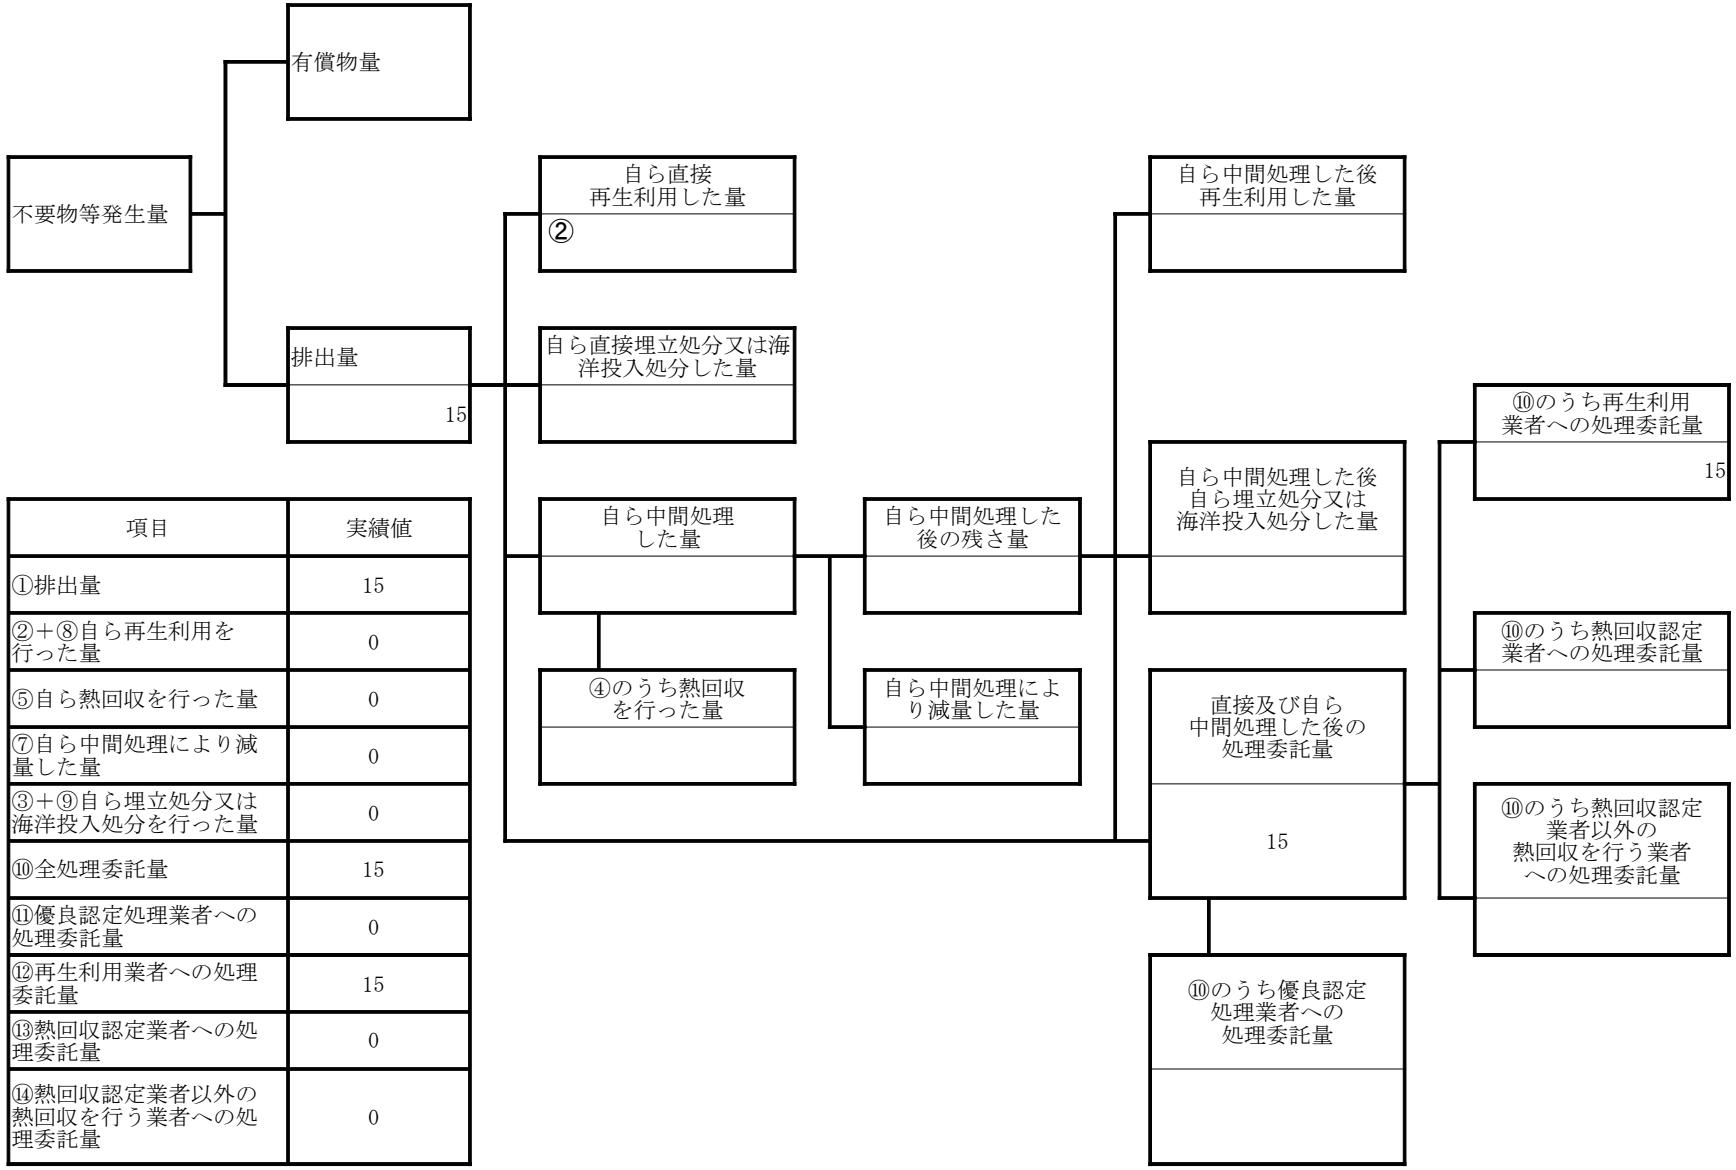 有償物量
不要物等発生量
自ら直接
再生利用した量
②
自ら中間処理した後
再生利用した量
排出量
15
自ら直接埋立処分又は海
洋投入処分した量
⑩のうち再生利用
業者への処理委託量
15
自ら中間処理した後
自ら埋立処分又は
海洋投入処分した量
自ら中間処理
した量
自ら中間処理した
後の残さ量
⑩のうち熱回収認定
業者への処理委託量
④のうち熱回収
を行った量
自ら中間処理によ
り減量した量
直接及び自ら
中間処理した後の
処理委託量
15
⑩のうち熱回収認定
業者以外の
熱回収を行う業者
への処理委託量
⑩のうち優良認定
処理業者への
処理委託量
項目 実績値
①排出量 15
②+⑧自ら再生利用を
行った量 0
⑤自ら熱回収を行った量 0
⑦自ら中間処理により減
量した量 0
③+⑨自ら埋立処分又は
海洋投入処分を行った量 0
⑩全処理委託量 15
⑪優良認定処理業者への
処理委託量 0
⑫再生利用業者への処理
委託量 15
⑬熱回収認定業者への処
理委託量 0
⑭熱回収認定業者以外の
熱回収を行う業者への処
理委託量 0